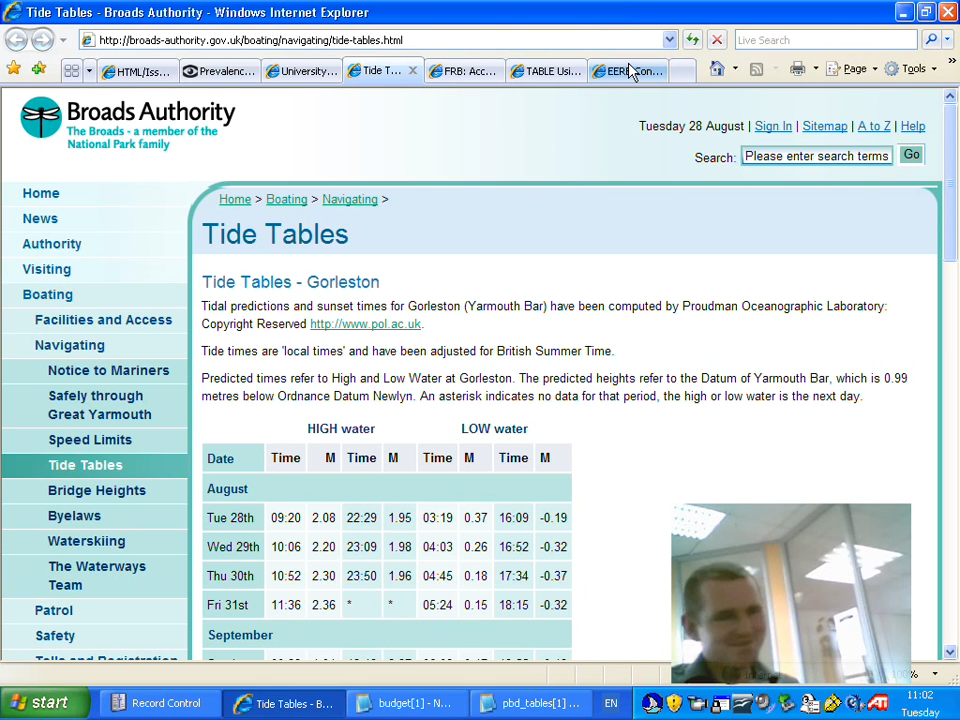 Tide Tables - Broads Authority - Windows Internet Explorer
http://broads-authority.gov.uk/boating/navigating/tide-tables.html
Live Search
HTML/Iss...
Prevalenc...
University...
Tide T...
FRB: Acc...
TABLE Usi...
Page
Tools
Broads Authority
The Broads - a member of the
National Park family
Tuesday 28 August | Sign In | Sitemap | A to Z | Help
Search: Please enter search terms Go
Home
News
Authority
Visiting
Boating
Facilities and Access
Navigating
Notice to Mariners
Safely through
Great Yarmouth
Speed Limits
Tide Tables
Bridge Heights
Byelaws
Waterskiing
The Waterways
Team
Patrol
Safety
Tolls and Registration
Home > Boating > Navigating >
Tide Tables
Tide Tables - Gorleston
Tidal predictions and sunset times for Gorleston (Yarmouth Bar) have been computed by Proudman Oceanographic Laboratory:
Copyright Reserved http://www.pol.ac.uk.
Tide times are 'local times' and have been adjusted for British Summer Time.
Predicted times refer to High and Low Water at Gorleston. The predicted heights refer to the Datum of Yarmouth Bar, which is 0.99
metres below Ordnance Datum Newlyn. An asterisk indicates no data for that period, the high or low water is the next day.
HIGH water LOW water
Date Time M Time M Time M Time M
August
Tue 28th 09:20 2.08 22:29 1.95 03:19 0.37 16:09 -0.19
Wed 29th 10:06 2.20 23:09 1.98 04:03 0.26 16:52 -0.32
Thu 30th 10:52 2.30 23:50 1.96 04:45 0.18 17:34 -0.37
Fri 31st 11:36 2.36 * * 05:24 0.15 18:15 -0.32
September
100%
start
Record Control
Tide Tables - B...
budget[1] - N...
pbd_tables[1]...
EN
11:02
Tuesday